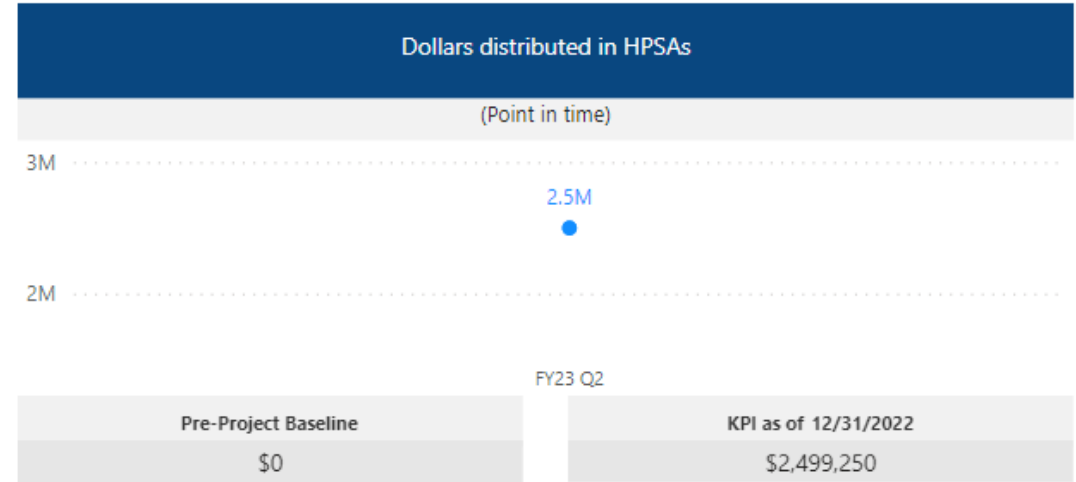 Dollars distributed in HPSAs
(Point in time)
3M
2.5M
2M
FY23 Q2
Pre-Project Baseline
KPI as of 12/31/2022
$0
$2,499,250